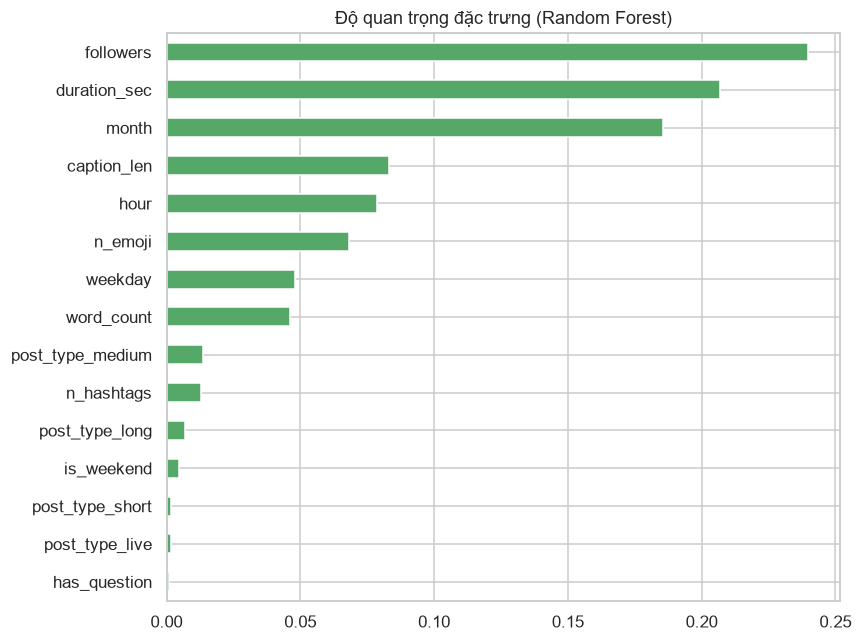 Độ quan trọng đặc trưng (Random Forest)
followers
duration_sec
month
caption_len
hour
n_emoji
weekday
word_count
post_type_medium
n_hashtags
post_type_long
is_weekend
post_type_short
post_type_live
has_question
0.00 0.05 0.10 0.15 0.20 0.25